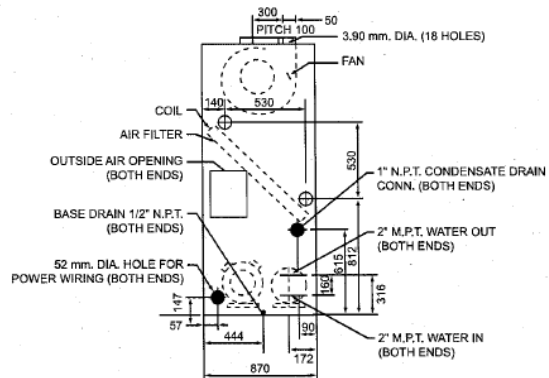 300
50
PITCH 100
3.90 mm. DIA. (18 HOLES)
FAN
COIL
140
530
AIR FILTER
OUTSIDE AIR OPENING
(BOTH ENDS)
530
1" N.P.T. CONDENSATE DRAIN
CONN. (BOTH ENDS)
BASE DRAIN 1/2" N.P.T.
(BOTH ENDS)
2" M.P.T. WATER OUT
(BOTH ENDS)
615
812
52 mm. DIA. HOLE FOR
POWER WIRING (BOTH ENDS)
160
316
147
57
90
2" M.P.T. WATER IN
(BOTH ENDS)
444
172
870